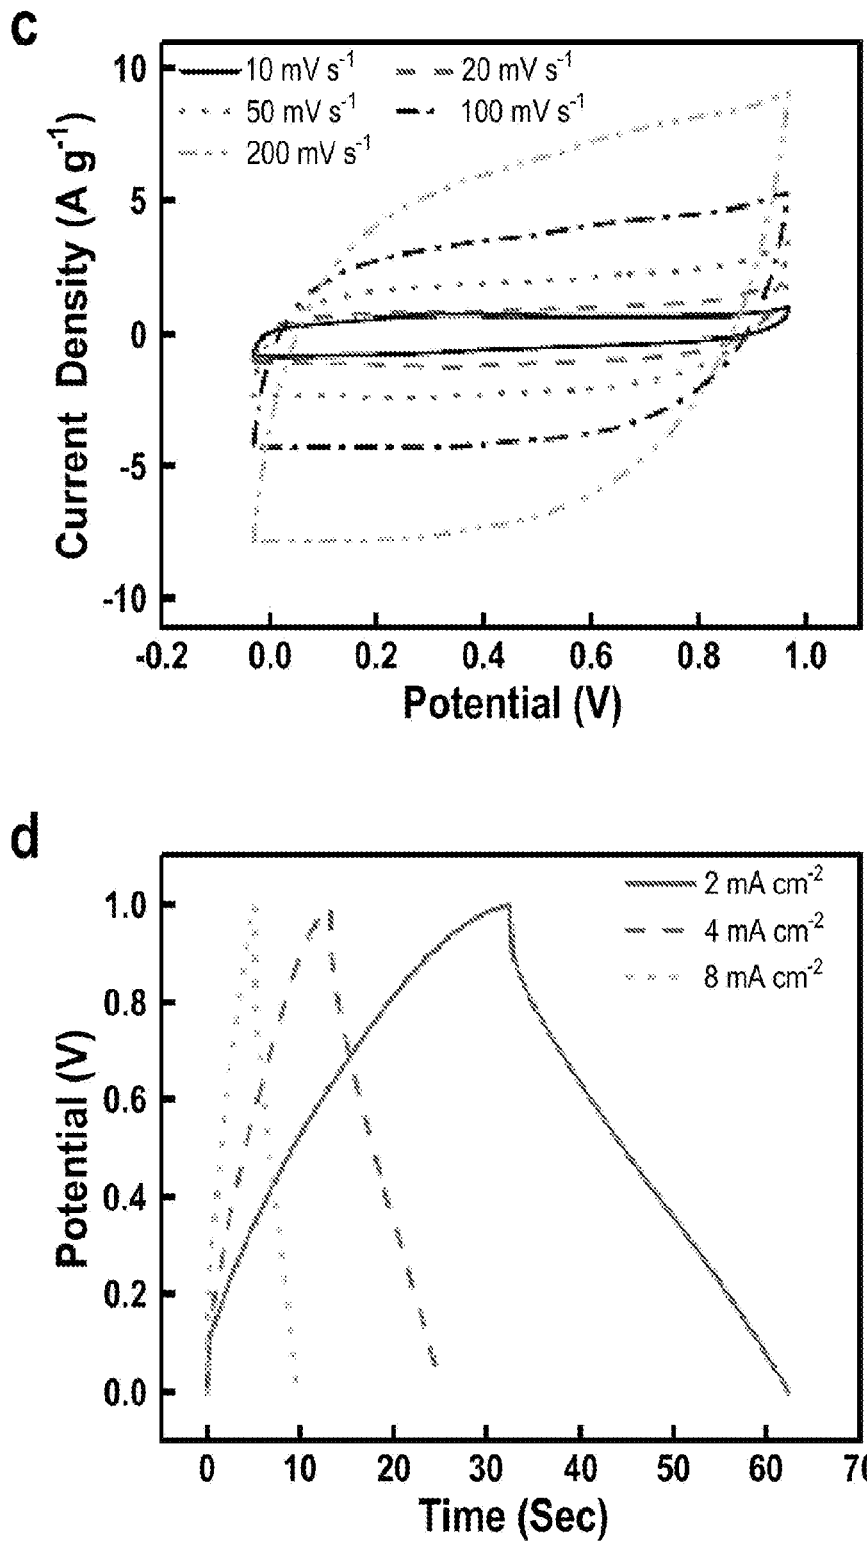 c
10 mV s⁻¹ 20 mV s⁻¹
50 mV s⁻¹ 100 mV s⁻¹
200 mV s⁻¹
Current Density (A g⁻¹)
10
5
0
-5
-10
-0.2 0.0 0.2 0.4 0.6 0.8 1.0
Potential (V)
d
2 mA cm⁻²
4 mA cm⁻²
8 mA cm⁻²
Potential (V)
1.0
0.8
0.6
0.4
0.2
0.0
0 10 20 30 40 50 60 70
Time (Sec)